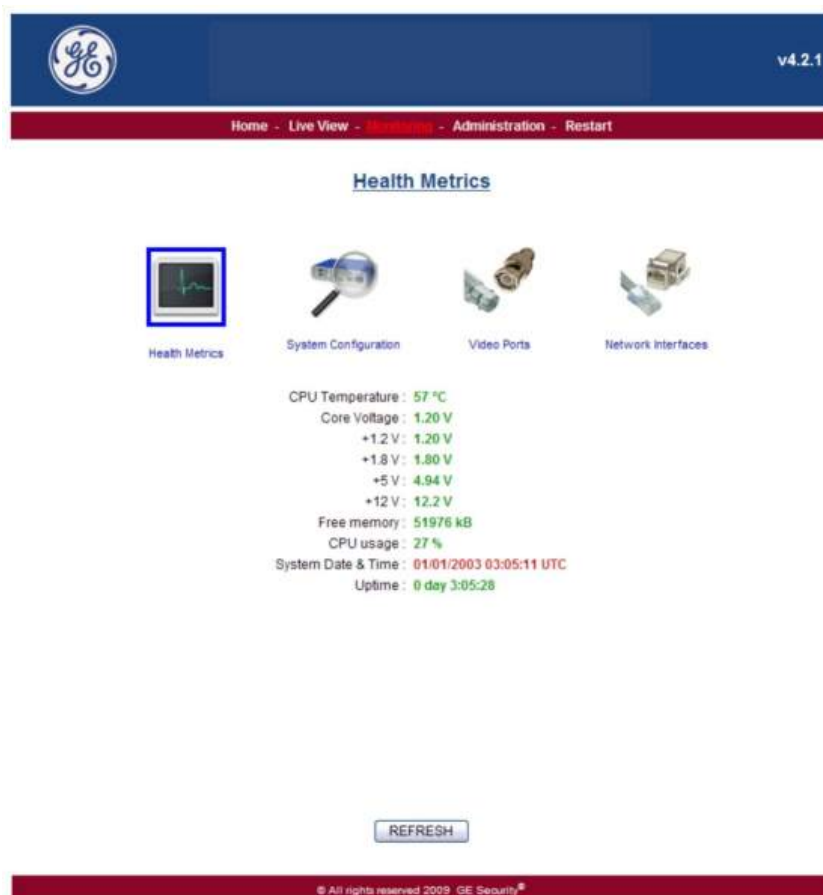 GE
v4.2.1
Home - Live View - Monitoring - Administration - Restart
Health Metrics
Health Metrics
System Configuration
Video Ports
Network Interfaces
CPU Temperature : 57 °C
Core Voltage : 1.20 V
+1.2 V : 1.20 V
+1.8 V : 1.80 V
+5 V : 4.94 V
+12 V : 12.2 V
Free memory : 51976 kB
CPU usage : 27 %
System Date & Time : 01/01/2003 03:05:11 UTC
Uptime : 0 day 3:05:28
REFRESH
© All rights reserved 2009 GE Security®